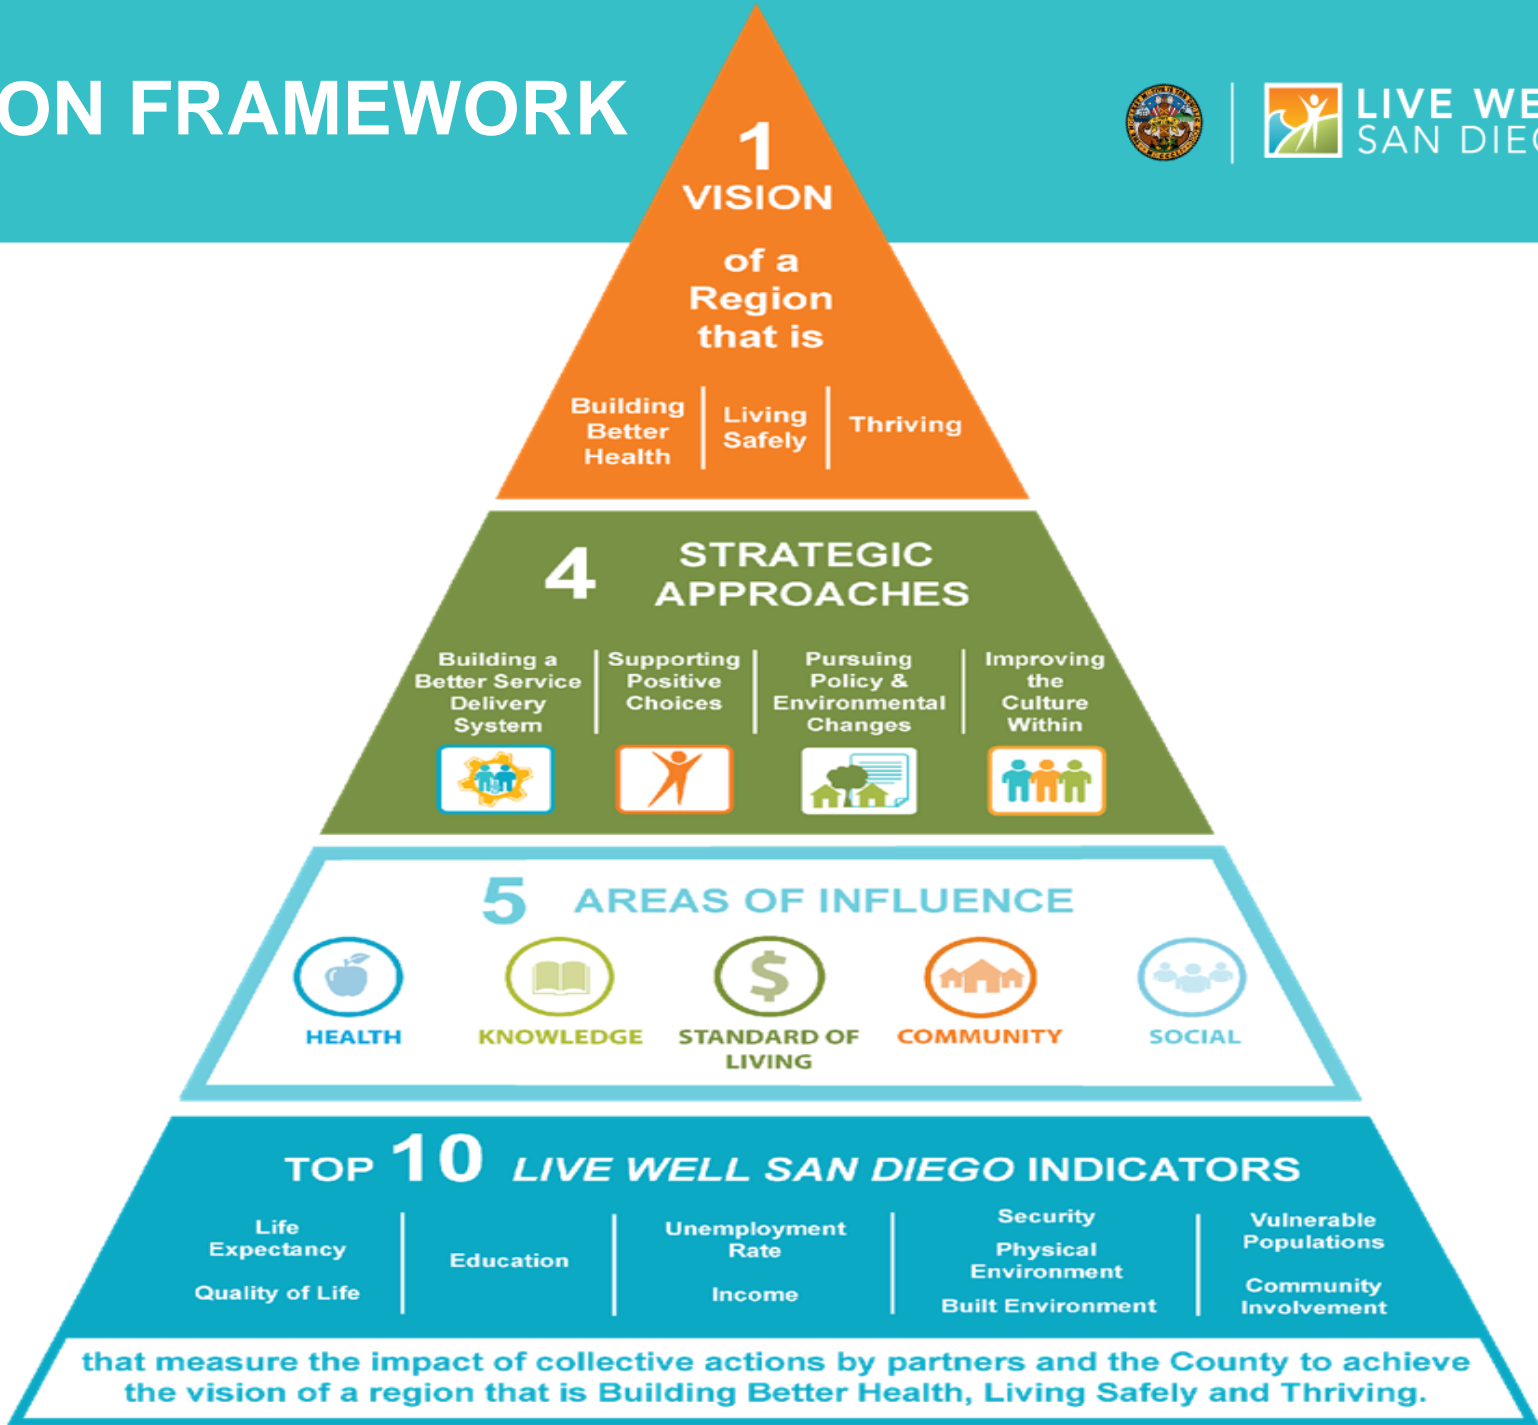 ON FRAMEWORK
LIVE WE
SAN DIEG
1
VISION
of a
Region
that is
Building
Better
Health
Living
Safely
Thriving
4
STRATEGIC
APPROACHES
Building a
Better Service
Delivery
System
Supporting
Positive
Choices
Pursuing
Policy &
Environmental
Changes
Improving
the
Culture
Within
5 AREAS OF INFLUENCE
HEALTH
KNOWLEDGE
STANDARD OF
LIVING
COMMUNITY
SOCIAL
TOP 10 LIVE WELL SAN DIEGO INDICATORS
Life
Expectancy
Quality of Life
Education
Unemployment
Rate
Income
Security
Physical
Environment
Built Environment
Vulnerable
Populations
Community
Involvement
that measure the impact of collective actions by partners and the County to achieve
the vision of a region that is Building Better Health, Living Safely and Thriving.